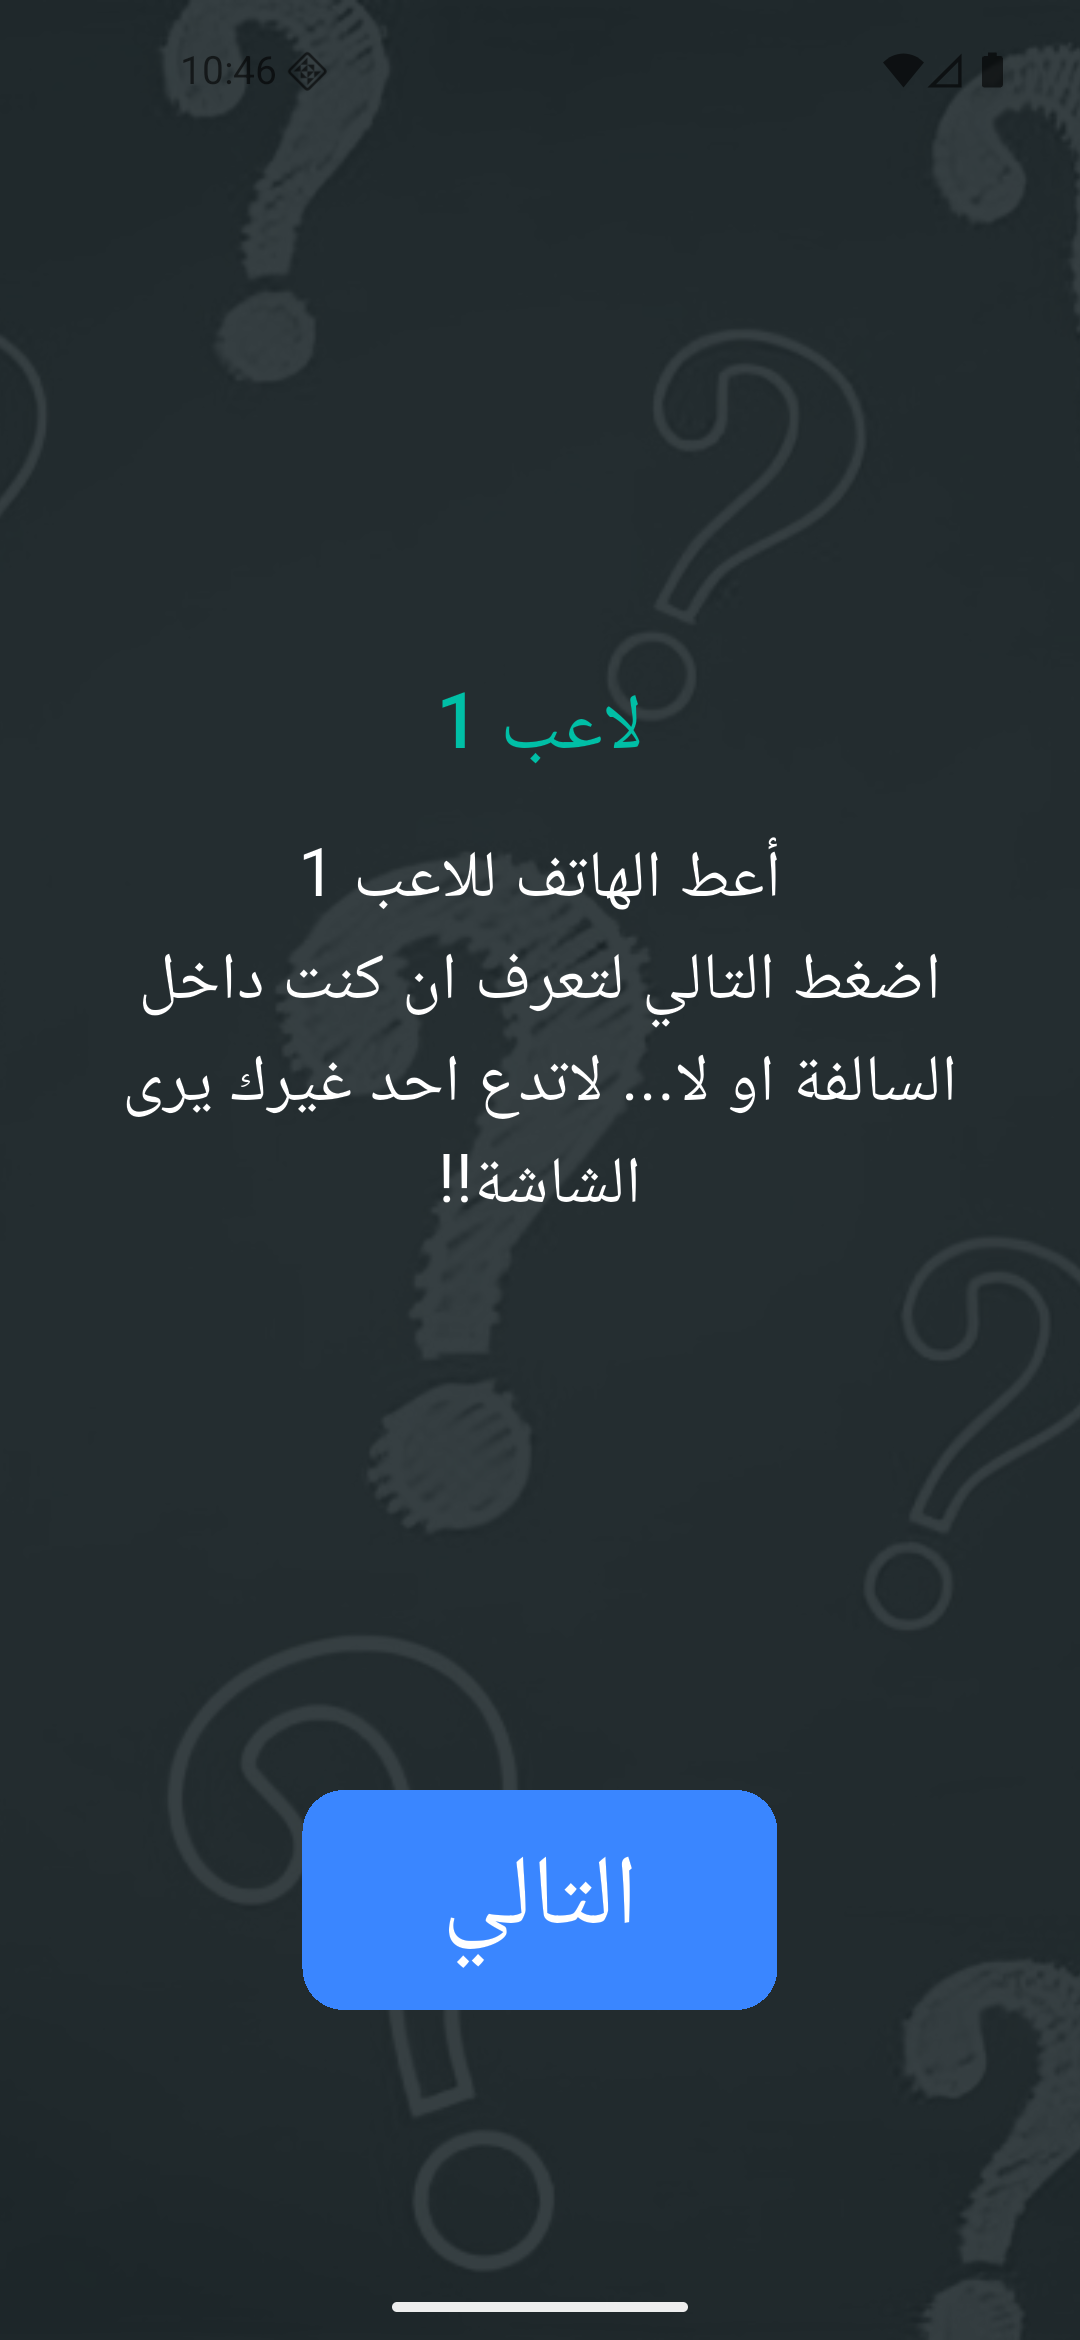 10:46
لاعب 1
أعط الهاتف للاعب 1
اضغط التالي لتعرف ان كنت داخل
السالفة او لا... لاتدع احد غيرك يرى
الشاشة!!
التالي